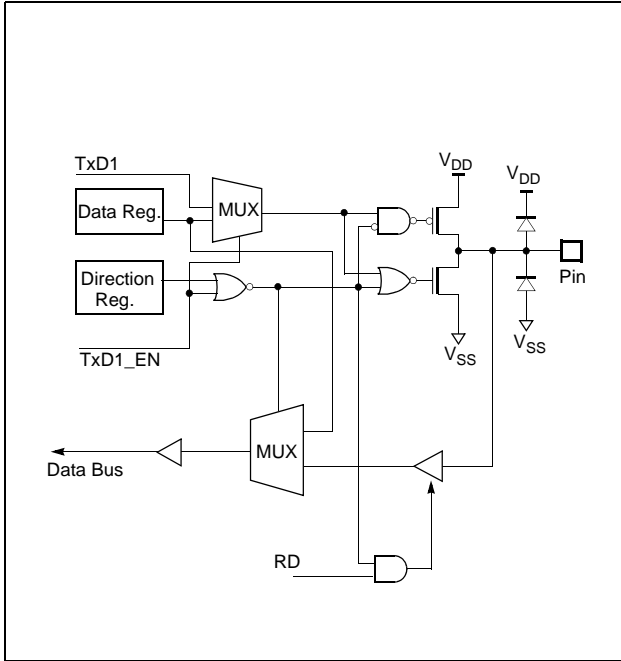 TxD1
Data Reg.
MUX
VDD
VDD
Direction
Reg.
Pin
TxD1_EN
VSS
VSS
MUX
Data Bus
RD